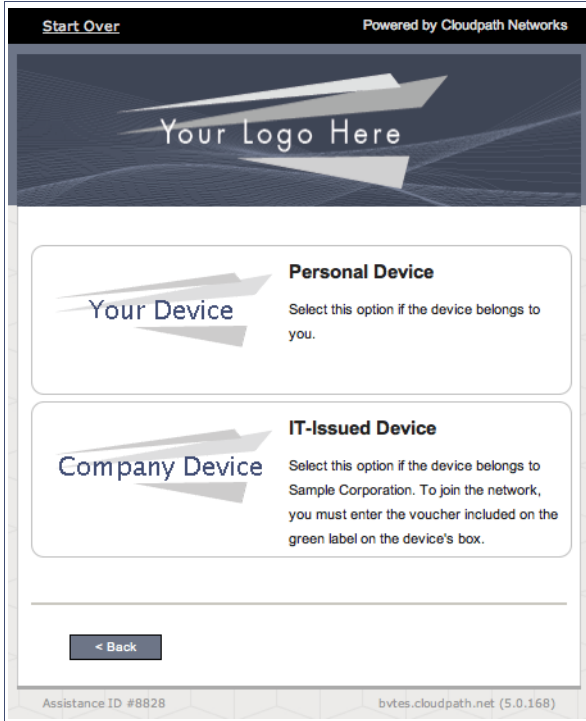 Start Over
Powered by Cloudpath Networks
Your Logo Here
Your Device
Personal Device
Select this option if the device belongs to
you.
Company Device
IT-Issued Device
Select this option if the device belongs to
Sample Corporation. To join the network,
you must enter the voucher included on the
green label on the device's box.
< Back
Assistance ID #8828
bvtes.cloudpath.net (5.0.168)